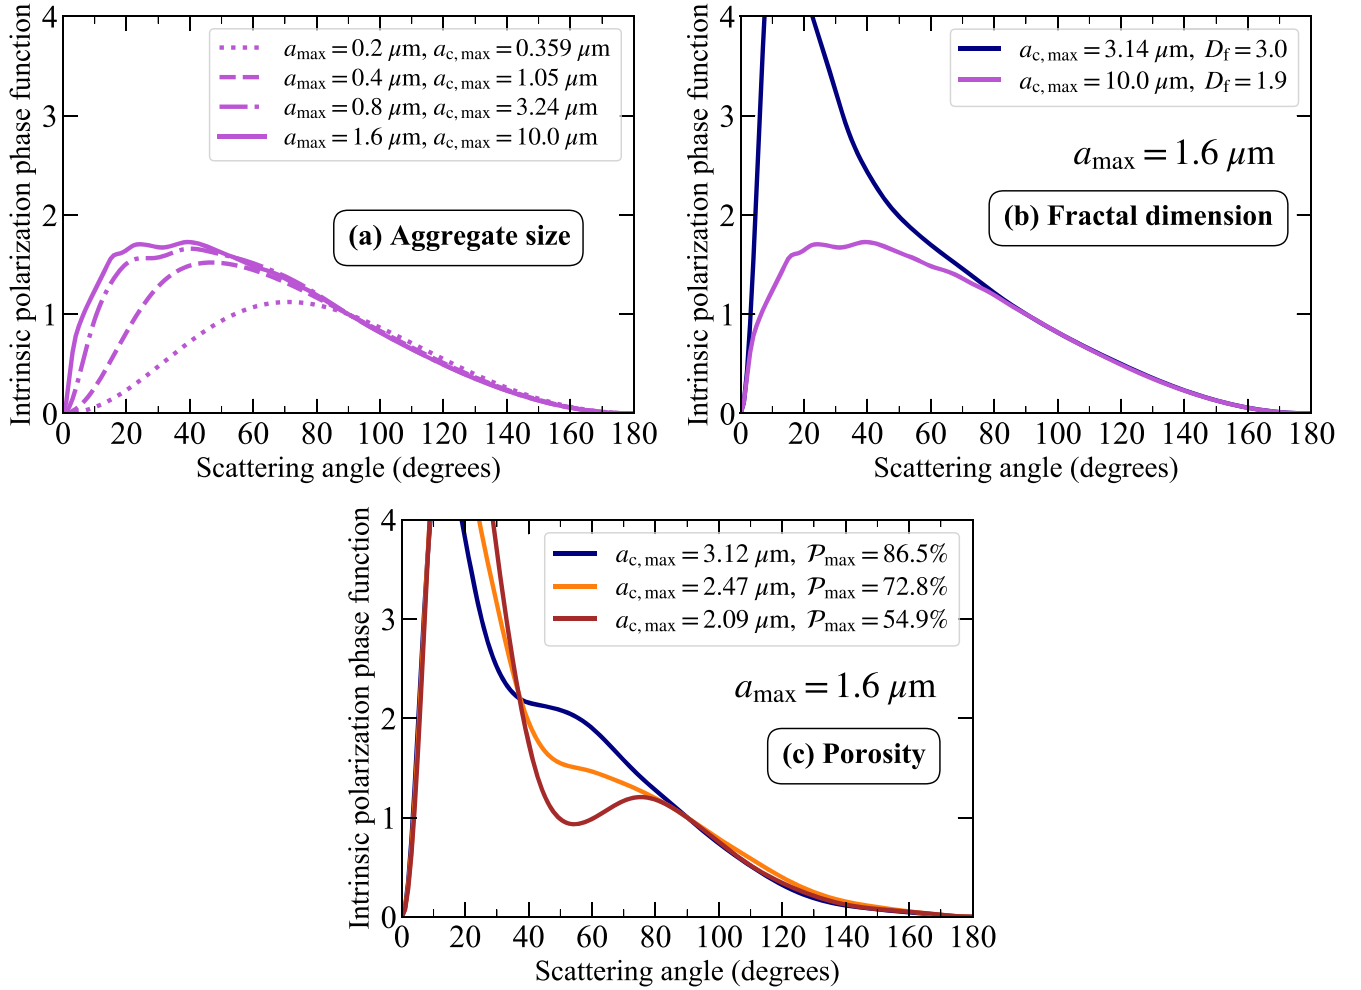 Intrinsic polarization phase function
4
3
2
1
0
a_max = 0.2 μm, a_c,max = 0.359 μm
a_max = 0.4 μm, a_c,max = 1.05 μm
a_max = 0.8 μm, a_c,max = 3.24 μm
a_max = 1.6 μm, a_c,max = 10.0 μm
(a) Aggregate size
0 20 40 60 80 100 120 140 160 180
Scattering angle (degrees)
Intrinsic polarization phase function
4
3
2
1
0
a_c,max = 3.14 μm, D_f = 3.0
a_c,max = 10.0 μm, D_f = 1.9
a_max = 1.6 μm
(b) Fractal dimension
0 20 40 60 80 100 120 140 160 180
Scattering angle (degrees)
Intrinsic polarization phase function
4
3
2
1
0
a_c,max = 3.12 μm, 𝒫_max = 86.5%
a_c,max = 2.47 μm, 𝒫_max = 72.8%
a_c,max = 2.09 μm, 𝒫_max = 54.9%
a_max = 1.6 μm
(c) Porosity
0 20 40 60 80 100 120 140 160 180
Scattering angle (degrees)